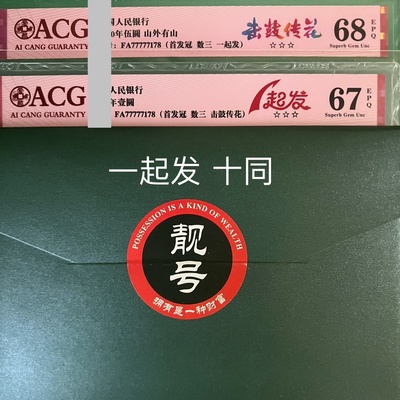 ACG
AI CANG GUARANTY
国人民银行
0年伍圆 山外有山
: FA77777178 (首发冠 数三 一起发)
击鼓传花
☆☆☆
68
EPQ
Superb Gem Unc
ACG
AI CANG GUARANTY
人民银行
年壹圆
FA77777178 (首发冠 数三 击鼓传花)
一起发
☆☆☆
67
EPQ
Superb Gem Unc
一起发 十同
POSSESSION IS A KIND OF WEALTH
靓号
拥有是一种财富